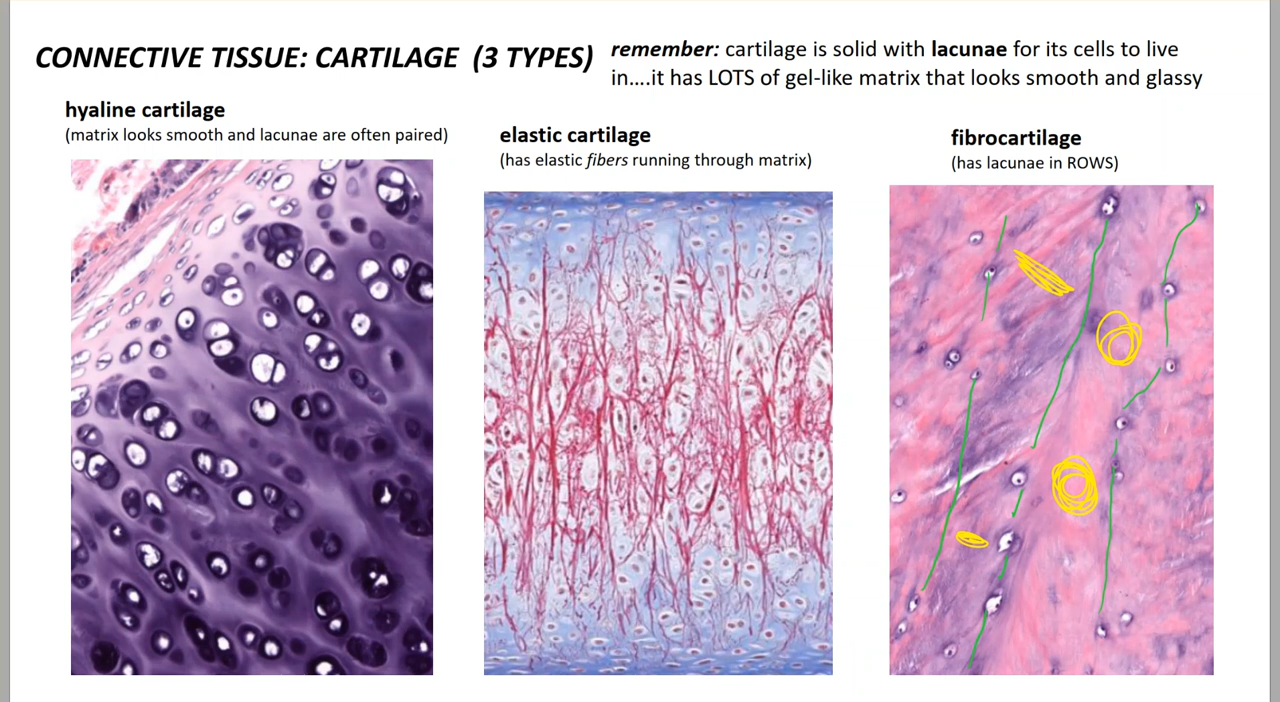 CONNECTIVE TISSUE: CARTILAGE (3 TYPES)
remember: cartilage is solid with lacunae for its cells to live
in....it has LOTS of gel-like matrix that looks smooth and glassy
hyaline cartilage
(matrix looks smooth and lacunae are often paired)
elastic cartilage
(has elastic fibers running through matrix)
fibrocartilage
(has lacunae in ROWS)